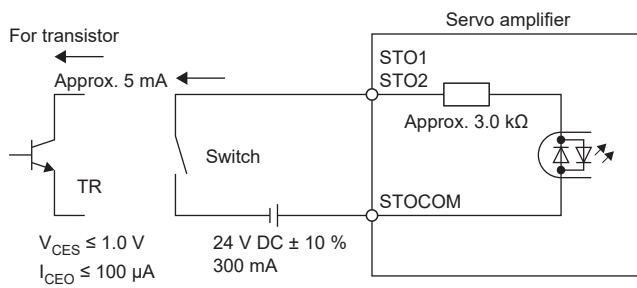 Servo amplifier
For transistor
STO1
Approx. 5 mA
STO2
Approx. 3.0 kΩ
Switch
TR
STOCOM
V_CES ≤ 1.0 V
24 V DC ± 10 %
I_CEO ≤ 100 µA
300 mA